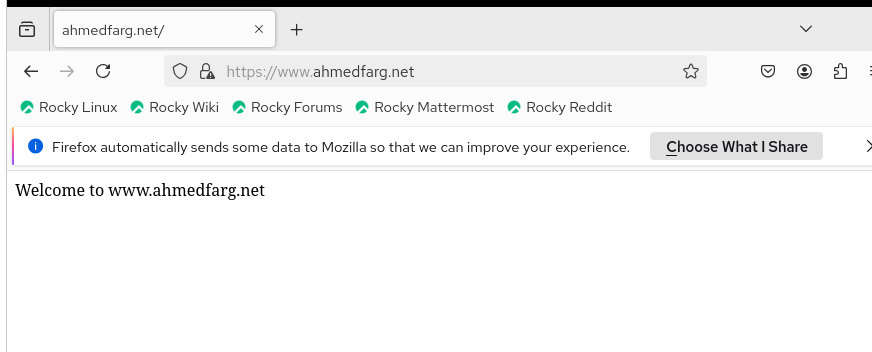 ahmedfarg.net/
https://www.ahmedfarg.net
Rocky Linux Rocky Wiki Rocky Forums Rocky Mattermost Rocky Reddit
Firefox automatically sends some data to Mozilla so that we can improve your experience. Choose What I Share
Welcome to www.ahmedfarg.net